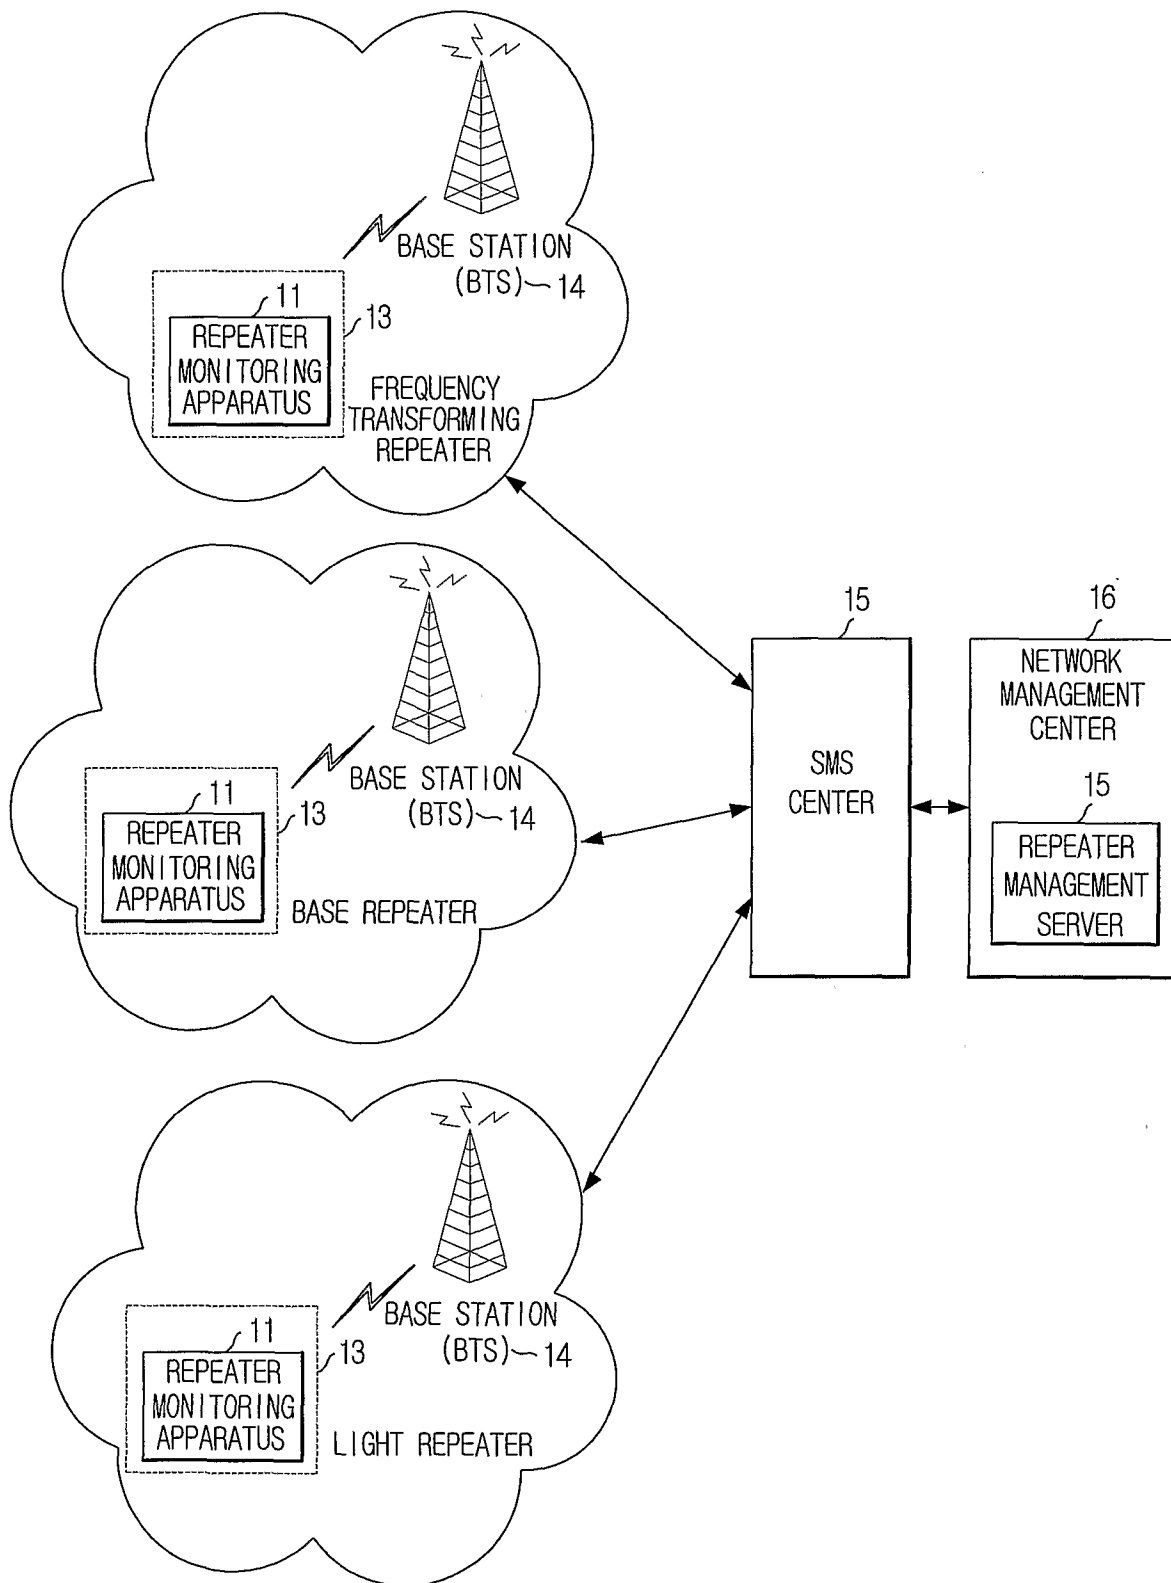 BASE STATION
(BTS) 14
11
13
REPEATER
MONITORING
APPARATUS
FREQUENCY
TRANSFORMING
REPEATER
BASE STATION
(BTS) 14
11
13
REPEATER
MONITORING
APPARATUS
BASE REPEATER
15
SMS
CENTER
16
NETWORK
MANAGEMENT
CENTER
15
REPEATER
MANAGEMENT
SERVER
BASE STATION
(BTS) 14
11
13
REPEATER
MONITORING
APPARATUS
LIGHT REPEATER